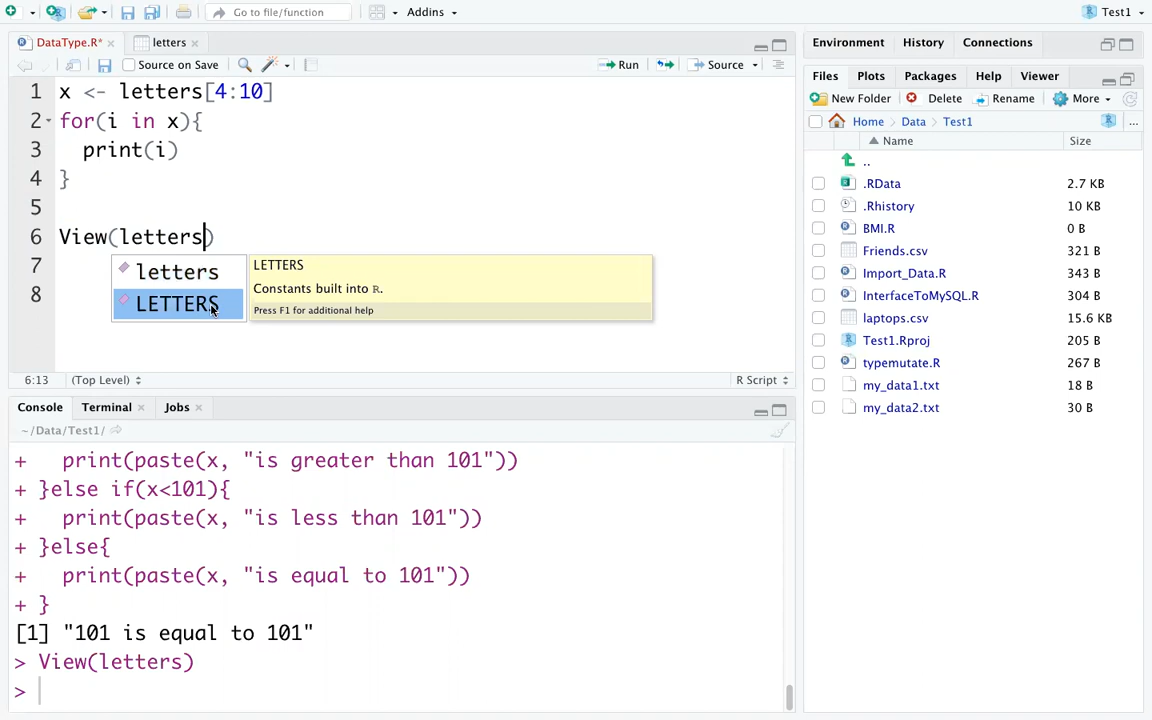 Go to file/function
Addins
Test1
DataType.R*
letters
Source on Save
Run
Source
1 x <- letters[4:10]
2 for(i in x){
3 print(i)
4 }
5
6 View(letters)
7
8
letters
LETTERS
LETTERS
Constants built into R.
Press F1 for additional help
6:13
(Top Level)
R Script
Console
Terminal
Jobs
~/Data/Test1/
+ print(paste(x, "is greater than 101"))
+ }else if(x<101){
+ print(paste(x, "is less than 101"))
+ }else{
+ print(paste(x, "is equal to 101"))
+ }
[1] "101 is equal to 101"
> View(letters)
>
Environment
History
Connections
Files
Plots
Packages
Help
Viewer
New Folder
Delete
Rename
More
Home
Data
Test1
...
Name
Size
..
.RData 2.7 KB
.Rhistory 10 KB
BMI.R 0 B
Friends.csv 321 B
Import_Data.R 343 B
InterfaceToMySQL.R 304 B
laptops.csv 15.6 KB
Test1.Rproj 205 B
typemutate.R 267 B
my_data1.txt 18 B
my_data2.txt 30 B